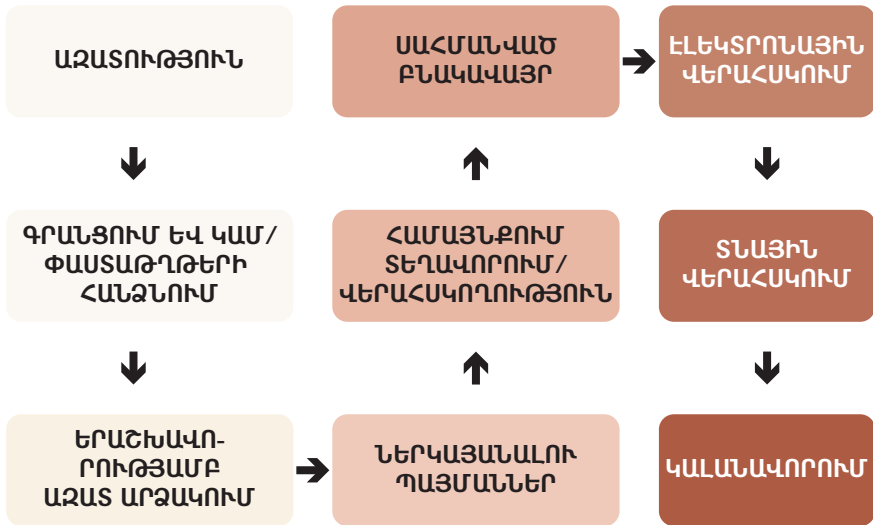 ԱԶԱՏՈՒԹՅՈՒՆ
ԳՐԱՆՑՈՒՄ ԵՎ ԿԱՄ/
ՓԱՍՏԱԹՂԹԵՐԻ
ՀԱՆՁՆՈՒՄ
ԵՐԱՇԽԱՎՈ-
ՐՈՒԹՅԱՄԲ
ԱԶԱՏ ԱՐՁԱԿՈՒՄ
ՆԵՐԿԱՅԱՆԱԼՈՒ
ՊԱՅՄԱՆՆԵՐ
ՀԱՄԱՅՆՔՈՒՄ
ՏԵՂԱՎՈՐՈՒՄ/
ՎԵՐԱՀՍԿՈՂՈՒԹՅՈՒՆ
ՍԱՀՄԱՆՎԱԾ
ԲՆԱԿԱՎԱՅՐ
ԷԼԵԿՏՐՈՆԱՅԻՆ
ՎԵՐԱՀՍԿՈՒՄ
ՏՆԱՅԻՆ
ՎԵՐԱՀՍԿՈՒՄ
ԿԱԼԱՆԱՎՈՐՈՒՄ